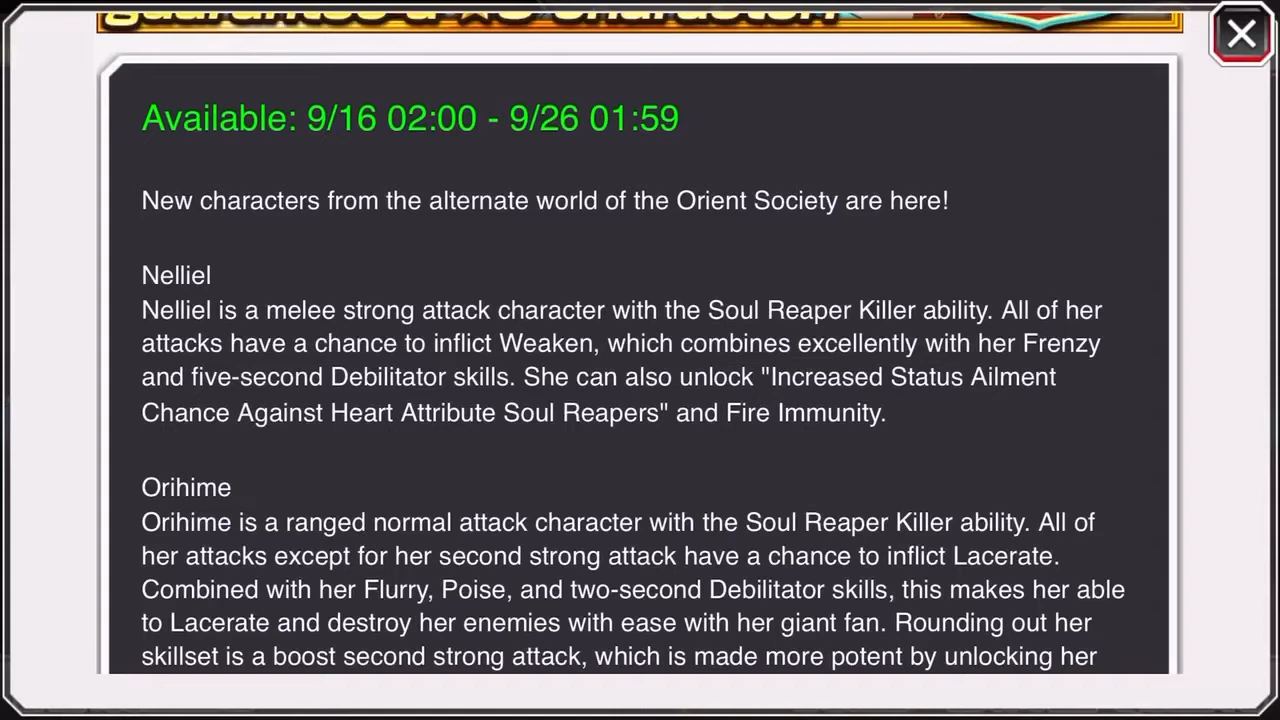 Available: 9/16 02:00 - 9/26 01:59
New characters from the alternate world of the Orient Society are here!
Nelliel
Nelliel is a melee strong attack character with the Soul Reaper Killer ability. All of her
attacks have a chance to inflict Weaken, which combines excellently with her Frenzy
and five-second Debilitator skills. She can also unlock "Increased Status Ailment
Chance Against Heart Attribute Soul Reapers" and Fire Immunity.
Orihime
Orihime is a ranged normal attack character with the Soul Reaper Killer ability. All of
her attacks except for her second strong attack have a chance to inflict Lacerate.
Combined with her Flurry, Poise, and two-second Debilitator skills, this makes her able
to Lacerate and destroy her enemies with ease with her giant fan. Rounding out her
skillset is a boost second strong attack, which is made more potent by unlocking her